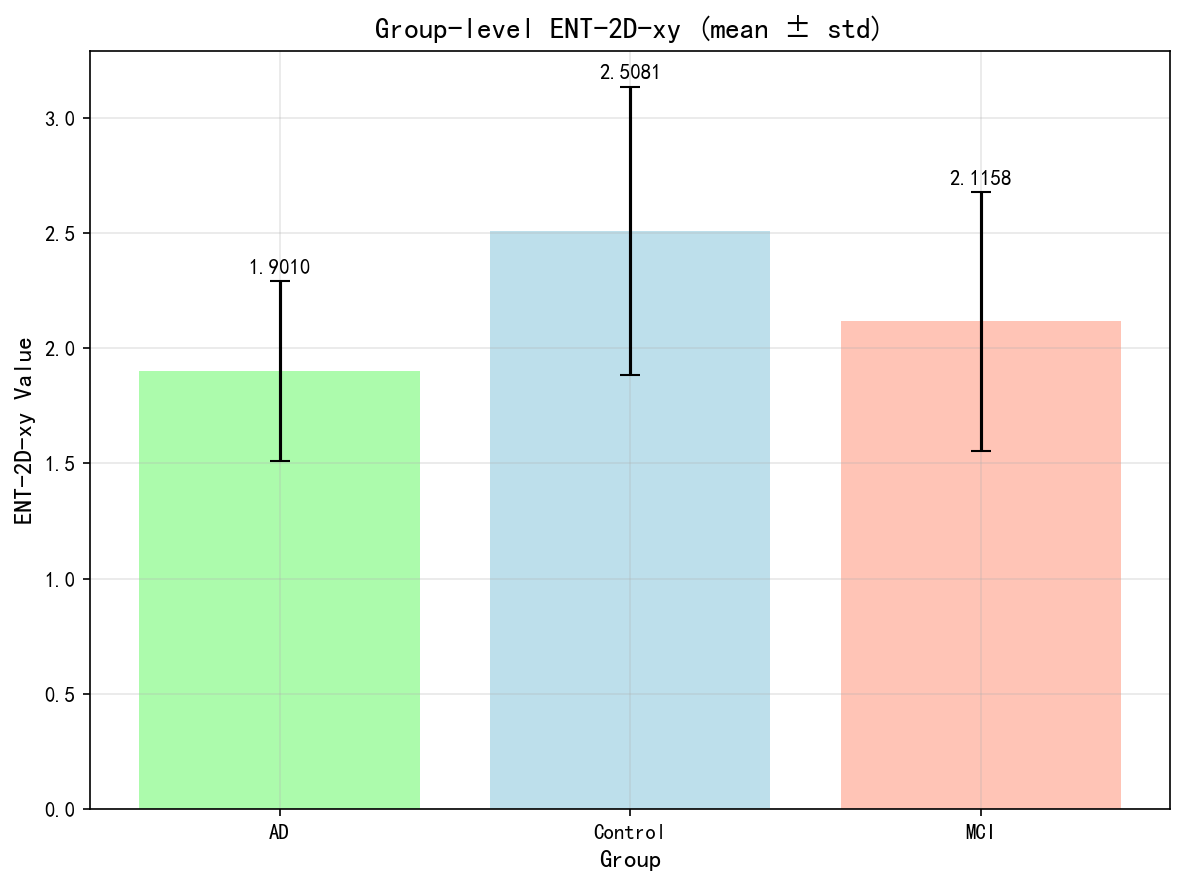 Group-level ENT-2D-xy (mean ± std)
2.5081
3.0
2.1158
2.5
1.9010
2.0
ENT-2D-xy Value
1.5
1.0
0.5
0.0
AD
Control
MCI
Group